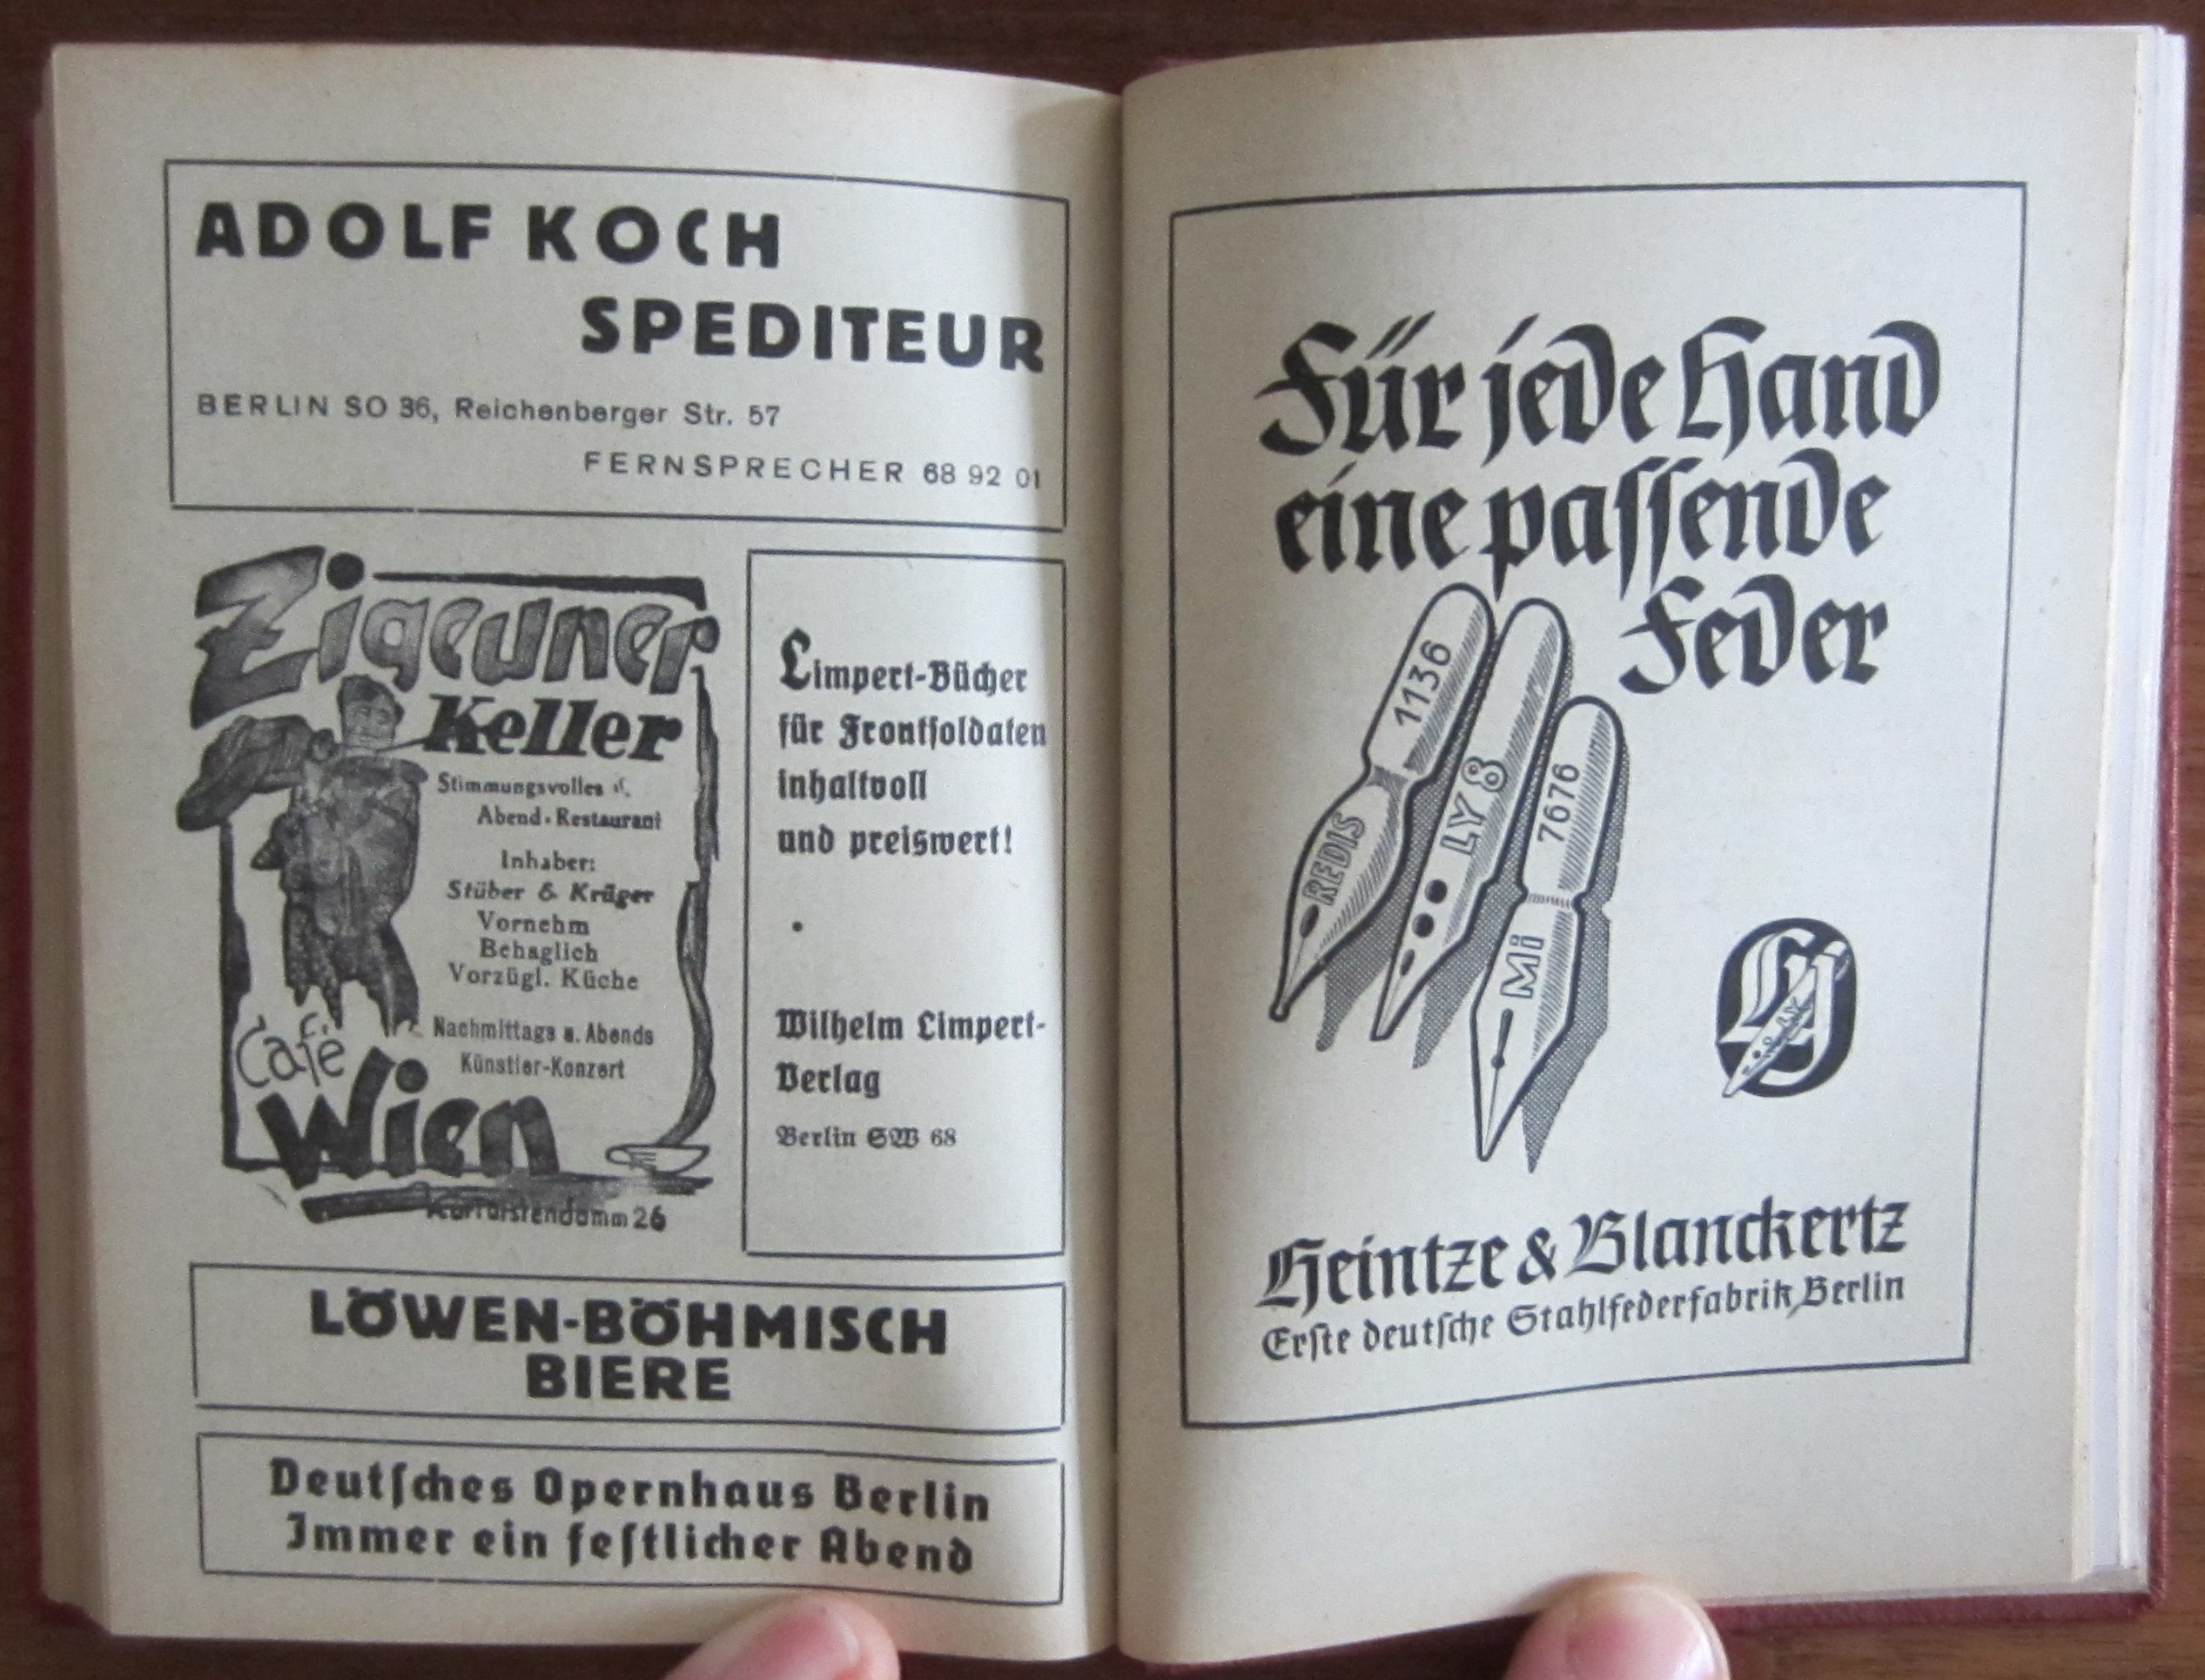 ADOLF KOCH
SPEDITEUR
BERLIN SO 36, Reichenberger Str. 57
FERNSPRECHER 68 92 01
Zigeuner
Keller
Stimmungsvolles
Abend-Restaurant
Inhaber:
Stüber & Krüger
Vornehm
Behaglich
Vorzügl. Küche
Nachmittags u. Abends
Künstler-Konzert
Café
Wien
Kurfürstendamm 26
Limpert-Bücher
für Frontſoldaten
inhaltvoll
und preiswert!
•
Wilhelm Limpert-
Verlag
Berlin SW 68
LÖWEN-BÖHMISCH
BIERE
Deutſches Opernhaus Berlin
Immer ein feſtlicher Abend
Für jede Hand
eine paſſende
Feder
1136
REDIS
LY 8
7676
Mi
LY
Heintze & Blanckertz
Erſte deutſche Stahlfederfabrik, Berlin